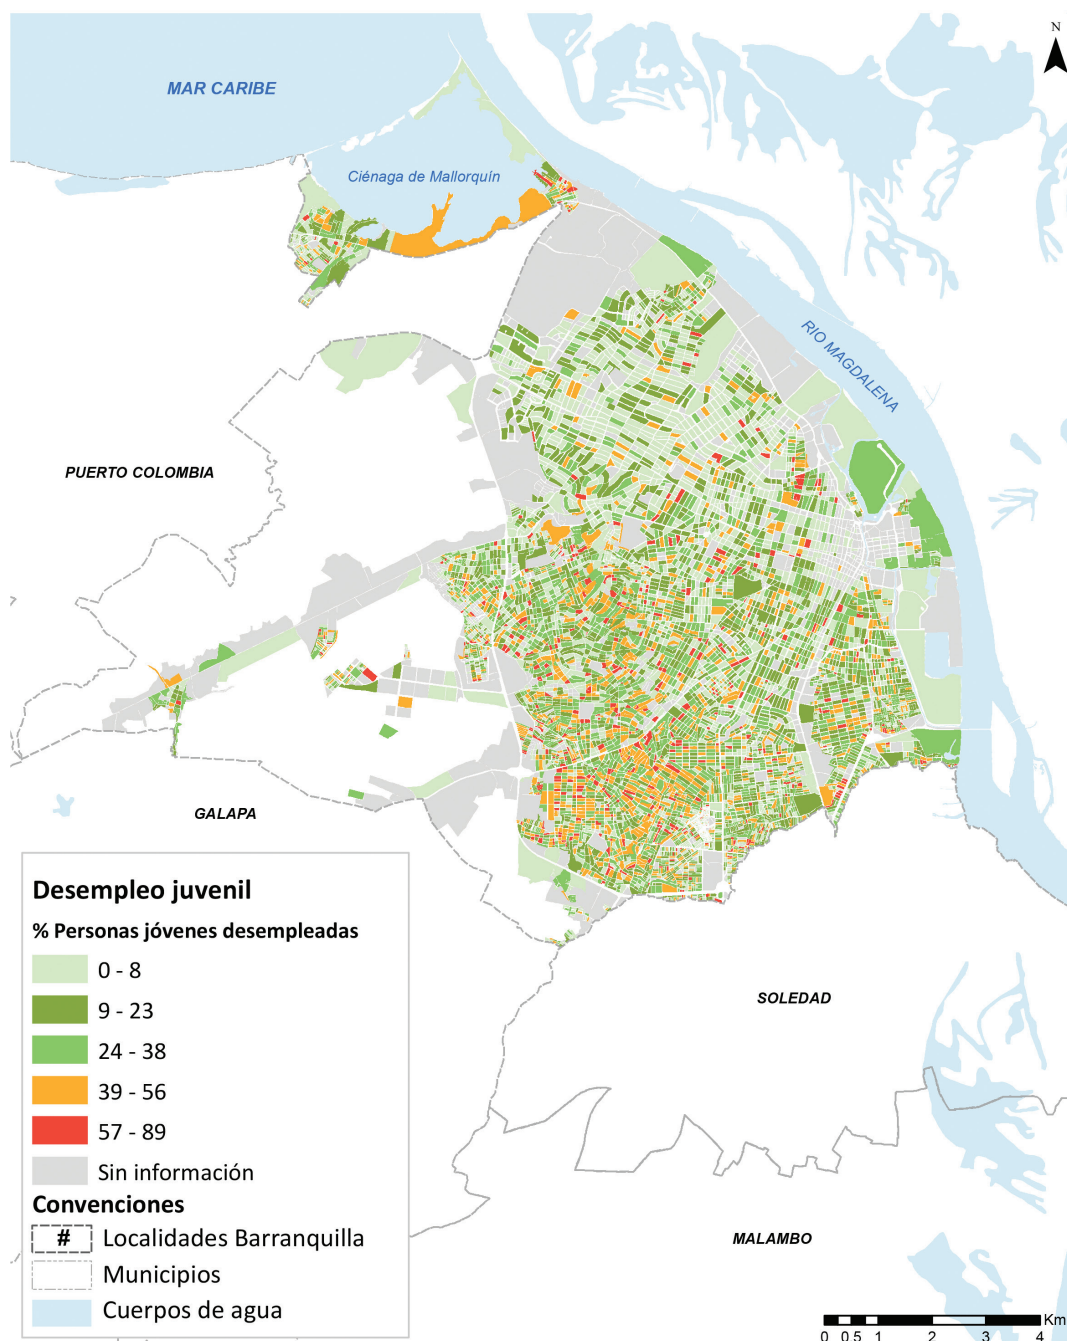 N
MAR CARIBE
Ciénaga de Mallorquín
RIO MAGDALENA
PUERTO COLOMBIA
GALAPA
SOLEDAD
MALAMBO
Desempleo juvenil
% Personas jóvenes desempleadas
0 - 8
9 - 23
24 - 38
39 - 56
57 - 89
Sin información
Convenciones
# Localidades Barranquilla
Municipios
Cuerpos de agua
Km
0 0.5 1 2 3 4